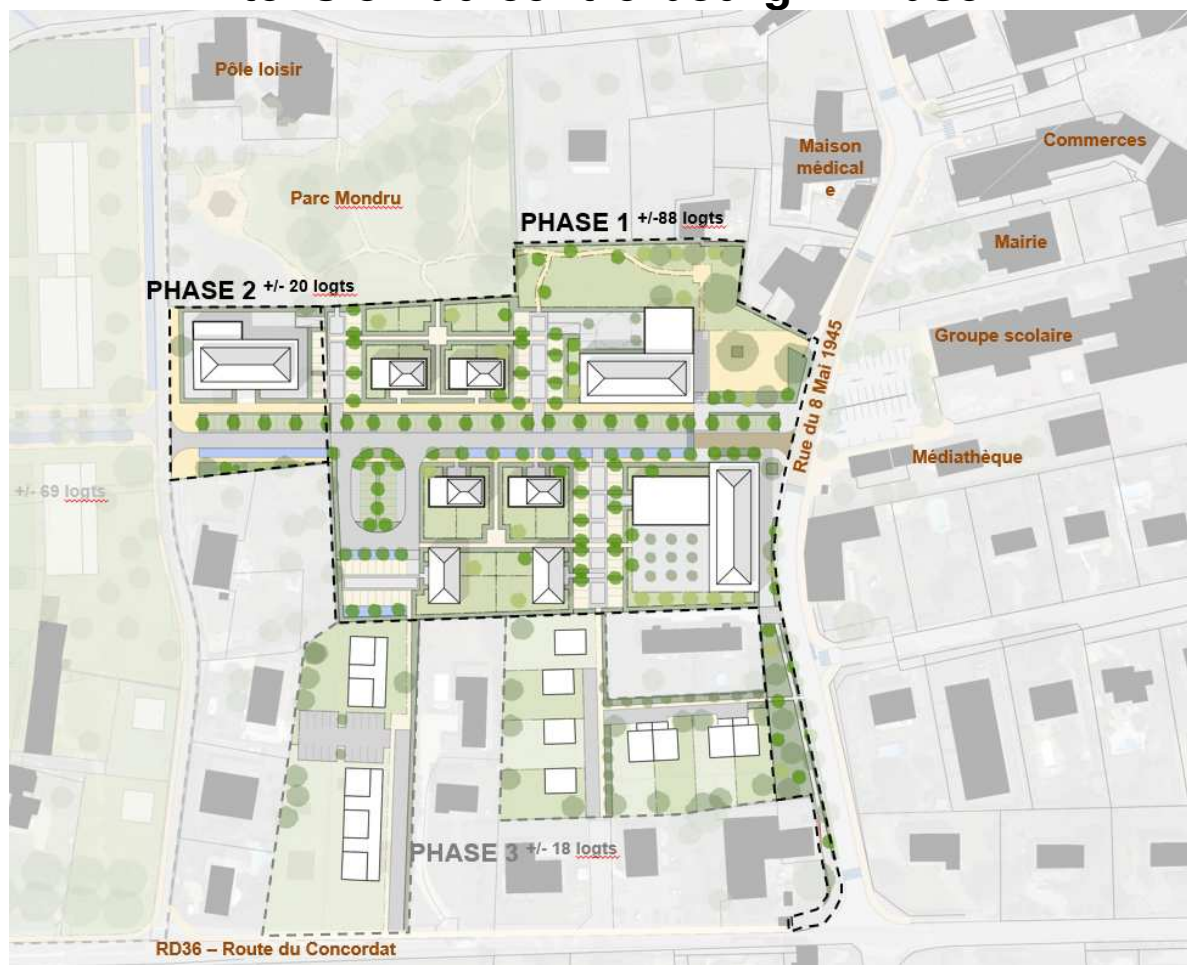 Pôle loisir
Commerces
Maison
médical
e
Parc Mondru
PHASE 1 +/-88 logts
Mairie
PHASE 2 +/- 20 logts
Groupe scolaire
Rue du 8 Mai 1945
Médiathèque
+/- 69 logts
PHASE 3 +/- 18 logts
RD36 – Route du Concordat